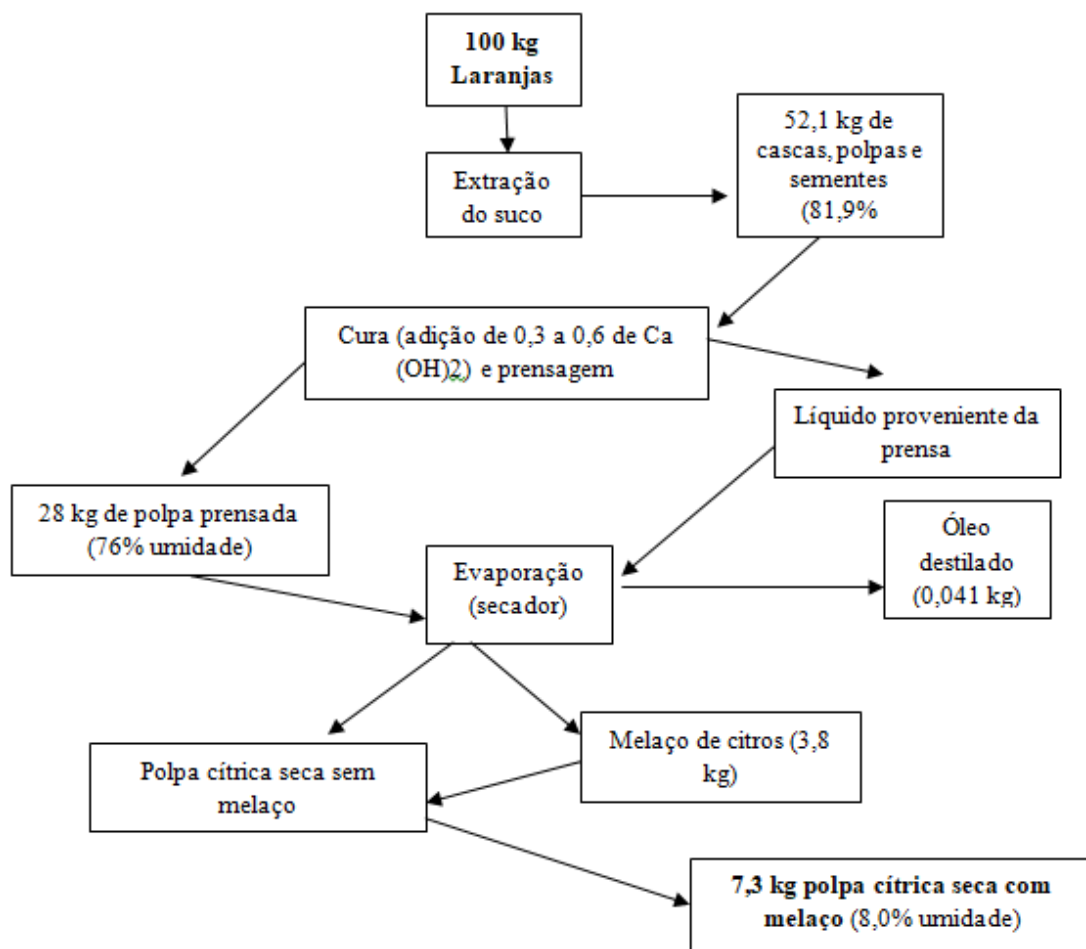 100 kg
Laranjas
Extração
do suco
52,1 kg de
cascas, polpas e
sementes
(81,9%
Cura (adição de 0,3 a 0,6 de Ca
(OH)2) e prensagem
Líquido proveniente da
prensa
28 kg de polpa prensada
(76% umidade)
Evaporação
(secador)
Óleo
destilado
(0,041 kg)
Polpa cítrica seca sem
melaço
Melaço de citros (3,8
kg)
7,3 kg polpa cítrica seca com
melaço (8,0% umidade)